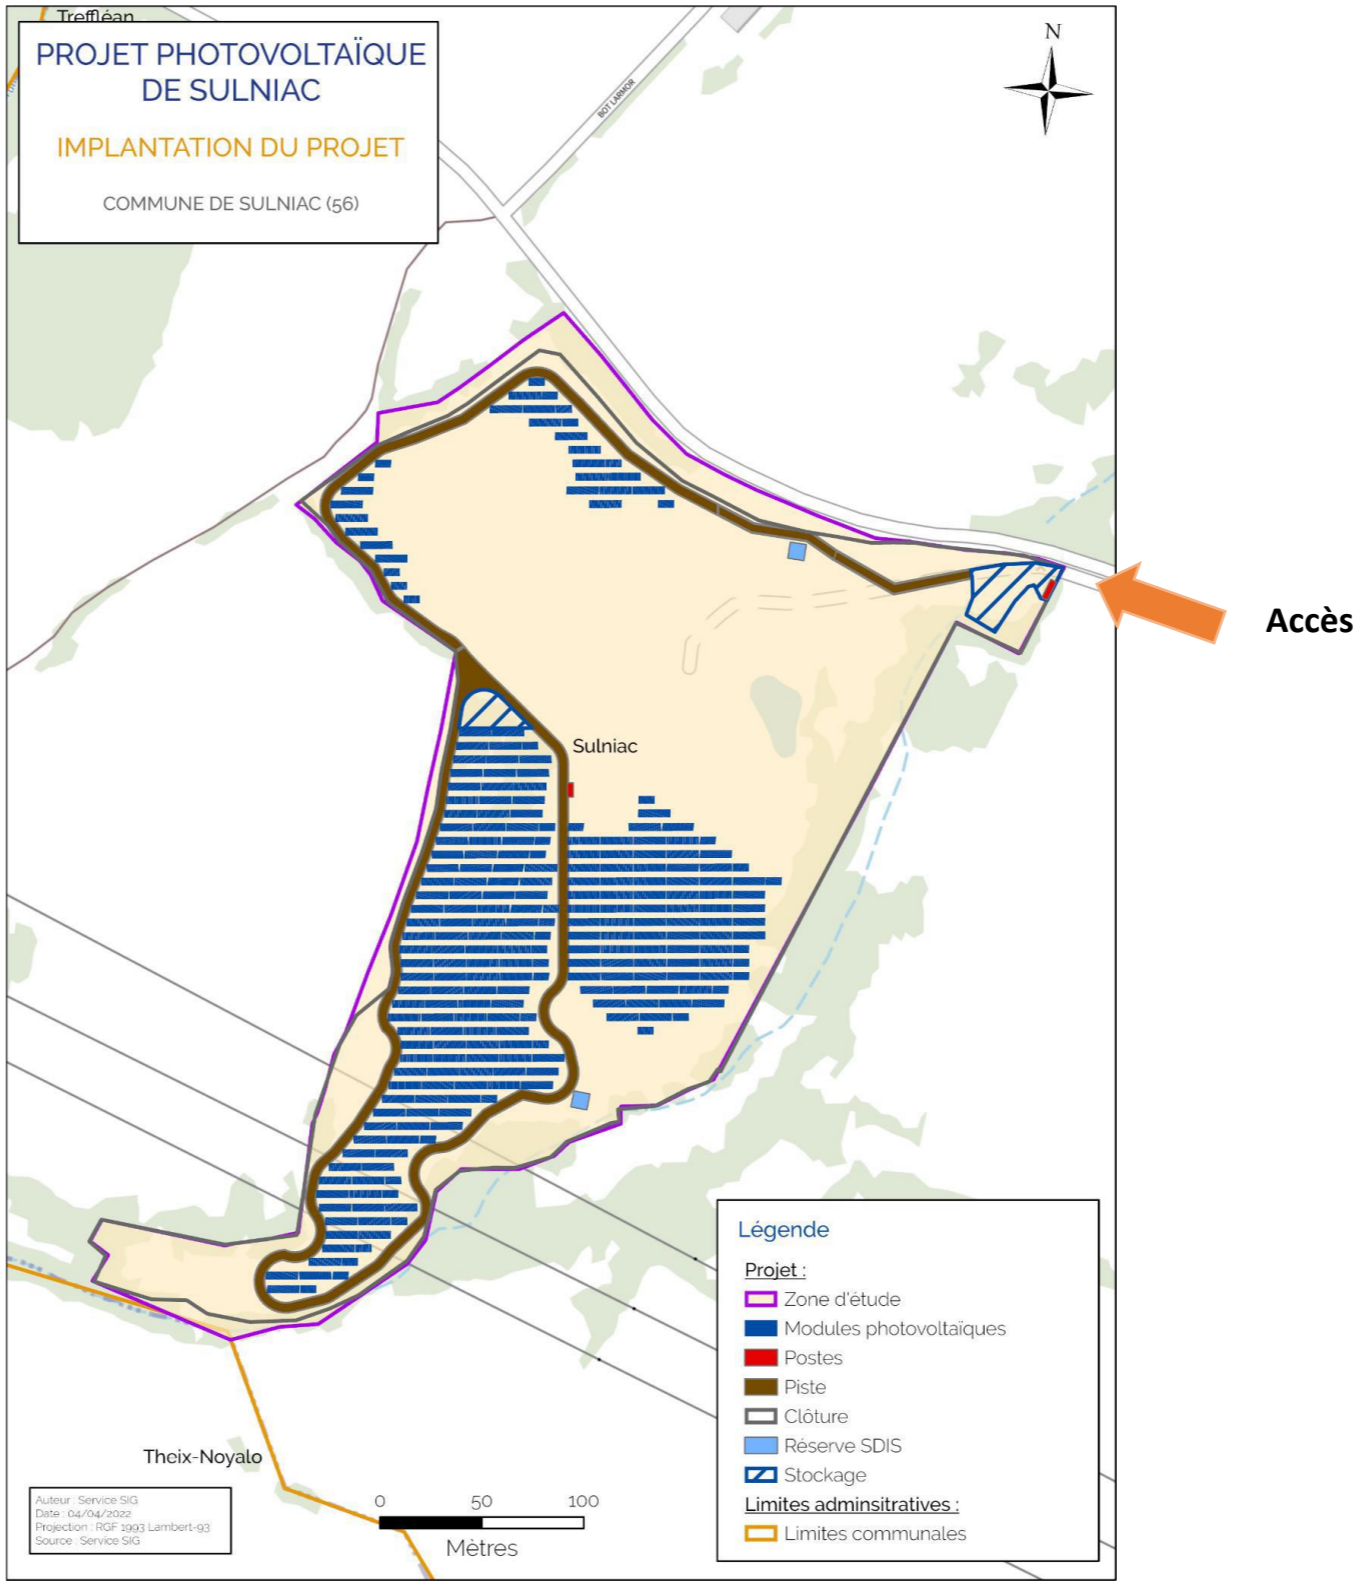 Treffléan
PROJET PHOTOVOLTAÏQUE
DE SULNIAC
IMPLANTATION DU PROJET
COMMUNE DE SULNIAC (56)
N
BOT LARMOR
Accès
Sulniac
Theix-Noyalo
Auteur : Service SIG
Date : 04/04/2022
Projection : RGF 1993 Lambert-93
Source : Service SIG
0 50 100
Mètres
Légende
Projet :
Zone d'étude
Modules photovoltaïques
Postes
Piste
Clôture
Réserve SDIS
Stockage
Limites adminsitratives :
Limites communales